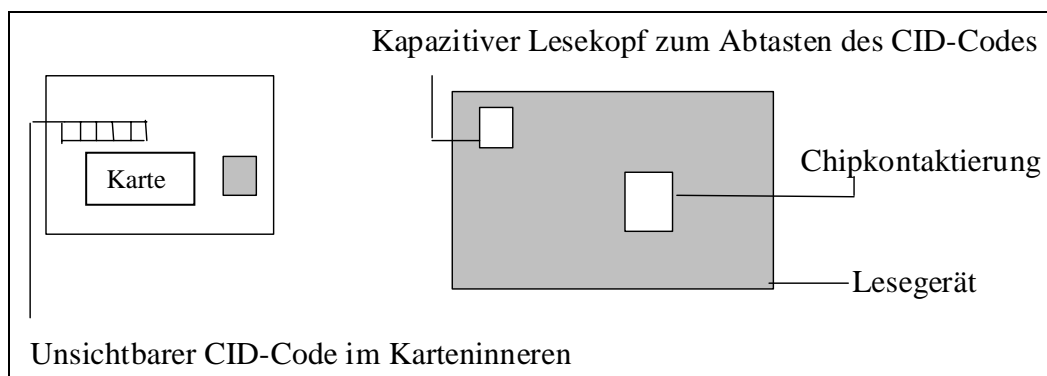 Kapazitiver Lesekopf zum Abtasten des CID-Codes
Karte
Chipkontaktierung
Lesegerät
Unsichtbarer CID-Code im Karteninneren